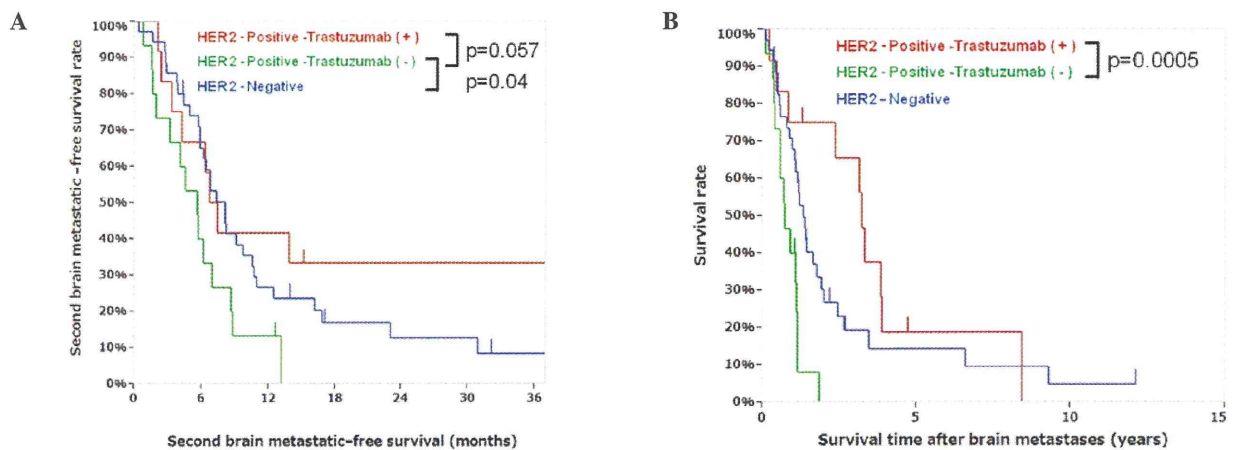 A
HER2 - Positive -Trastuzumab ( + )
HER2 - Positive -Trastuzumab ( - )
HER2 - Negative
p=0.057
p=0.04
Second brain metastatic -free survival rate
100%
90%
80%
70%
60%
50%
40%
30%
20%
10%
0%
0 6 12 18 24 30 36
Second brain metastatic-free survival (months)
B
HER2 - Positive -Trastuzumab ( + )
HER2 - Positive -Trastuzumab ( - )
HER2 - Negative
p=0.0005
Survival rate
100%
90%
80%
70%
60%
50%
40%
30%
20%
10%
0%
0 5 10 15
Survival time after brain metastases (years)